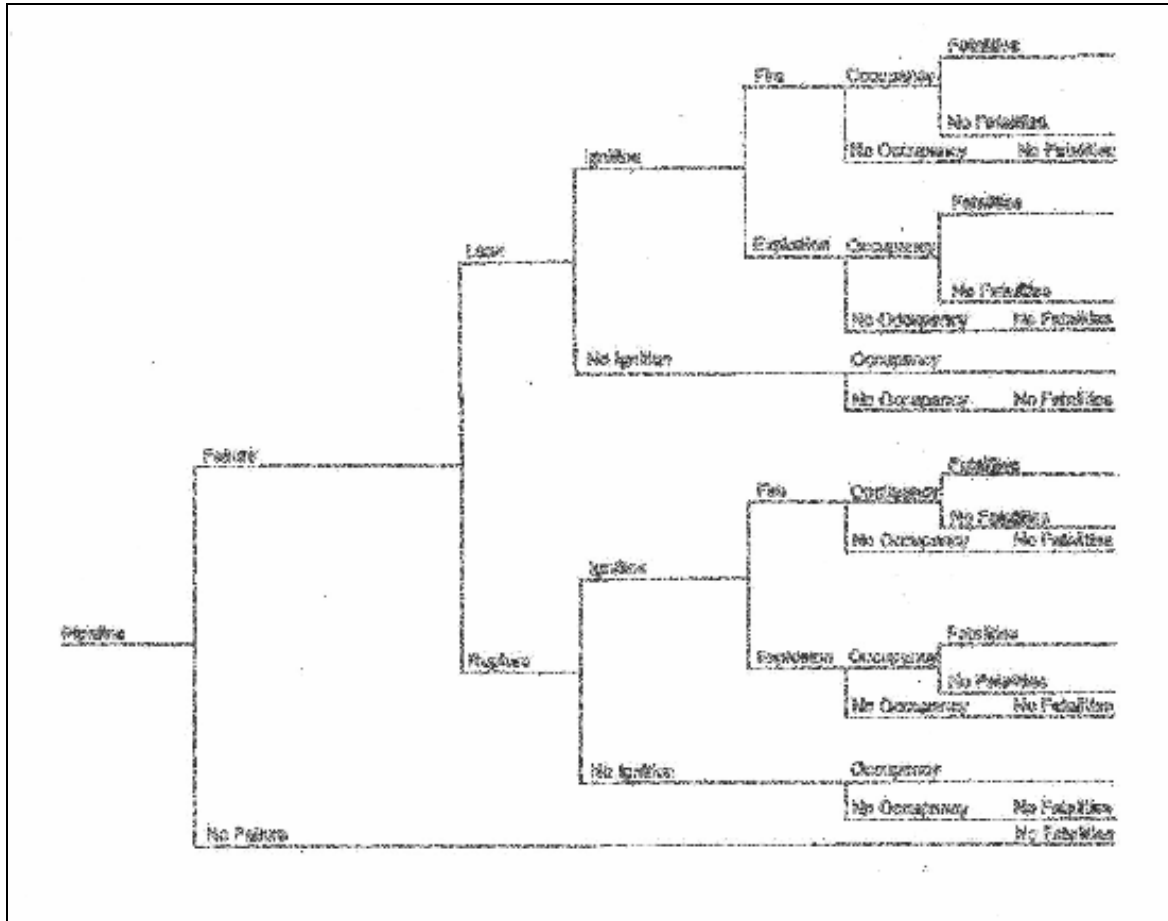 Fatalities
Fire Occupancy
No Fatalities
No Occupancy No Fatalities
Ignition
Fatalities
Explosion Occupancy
Leak
No Fatalities
No Occupancy No Fatalities
No Ignition Occupancy
No Occupancy No Fatalities
Failure
Fatalities
Fire Occupancy
No Fatalities
No Occupancy No Fatalities
Ignition
Pipeline
Fatalities
Rupture Explosion Occupancy
No Fatalities
No Occupancy No Fatalities
No Ignition Occupancy
No Occupancy No Fatalities
No Failure No Fatalities